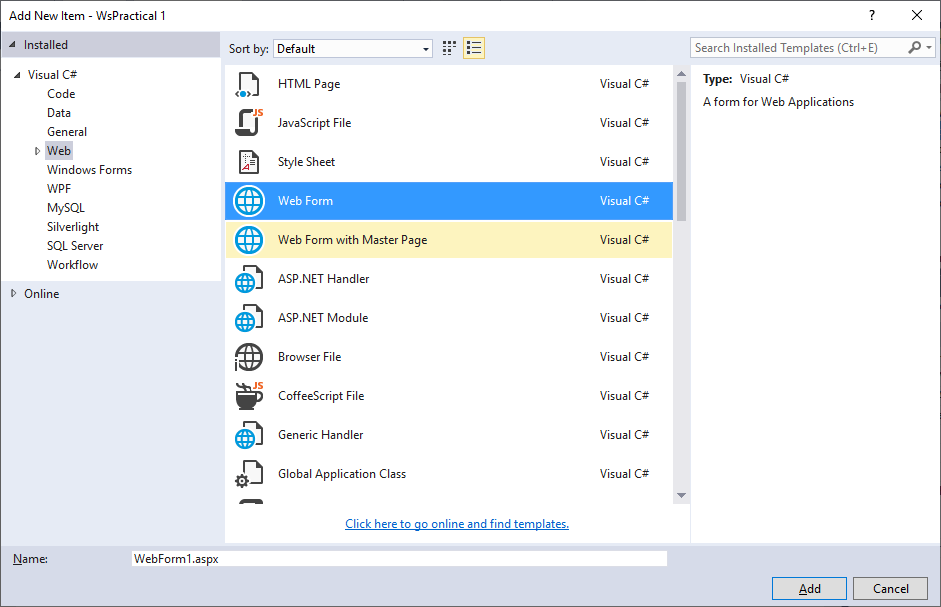 Add New Item - WsPractical 1
?
Installed
Sort by: Default
Search Installed Templates (Ctrl+E)
Visual C#
Code
Data
General
Web
Windows Forms
WPF
MySQL
Silverlight
SQL Server
Workflow
Online
HTML Page Visual C#
JavaScript File Visual C#
Style Sheet Visual C#
Web Form Visual C#
Web Form with Master Page Visual C#
ASP.NET Handler Visual C#
ASP.NET Module Visual C#
Browser File Visual C#
CoffeeScript File Visual C#
Generic Handler Visual C#
Global Application Class Visual C#
JS
A
JS
Click here to go online and find templates.
Type: Visual C#
A form for Web Applications
Name: WebForm1.aspx
Add Cancel